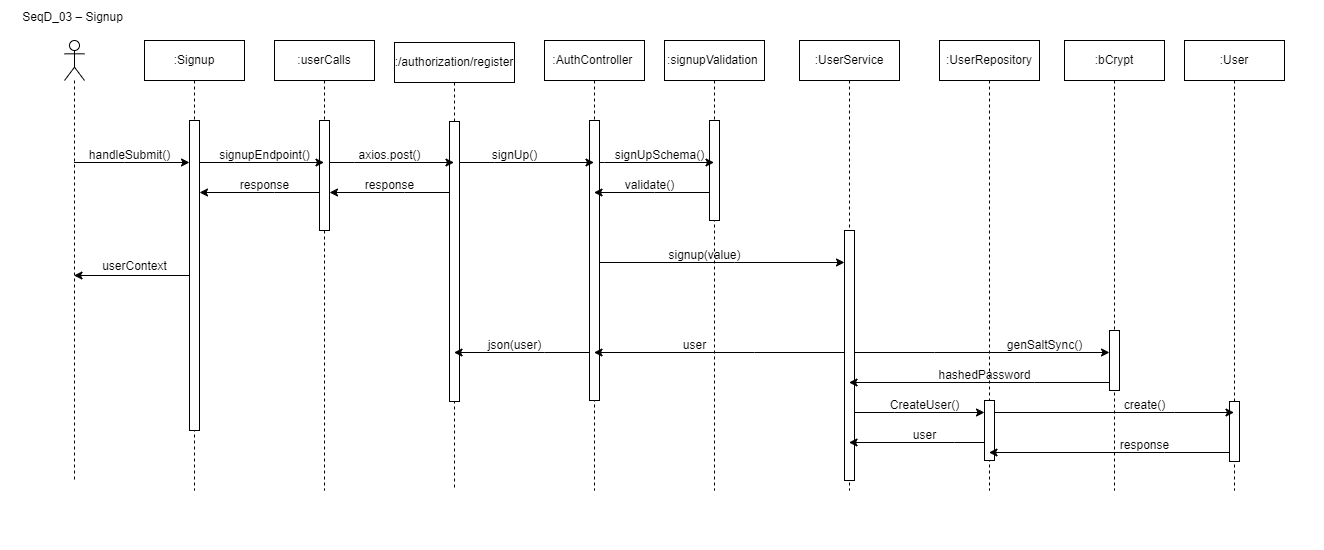 SeqD_03 – Signup
:Signup
:userCalls
:/authorization/register
:AuthController
:signupValidation
:UserService
:UserRepository
:bCrypt
:User
handleSubmit()
signupEndpoint()
axios.post()
signUp()
signUpSchema()
response
response
validate()
signup(value)
userContext
json(user)
user
genSaltSync()
hashedPassword
CreateUser()
create()
user
response